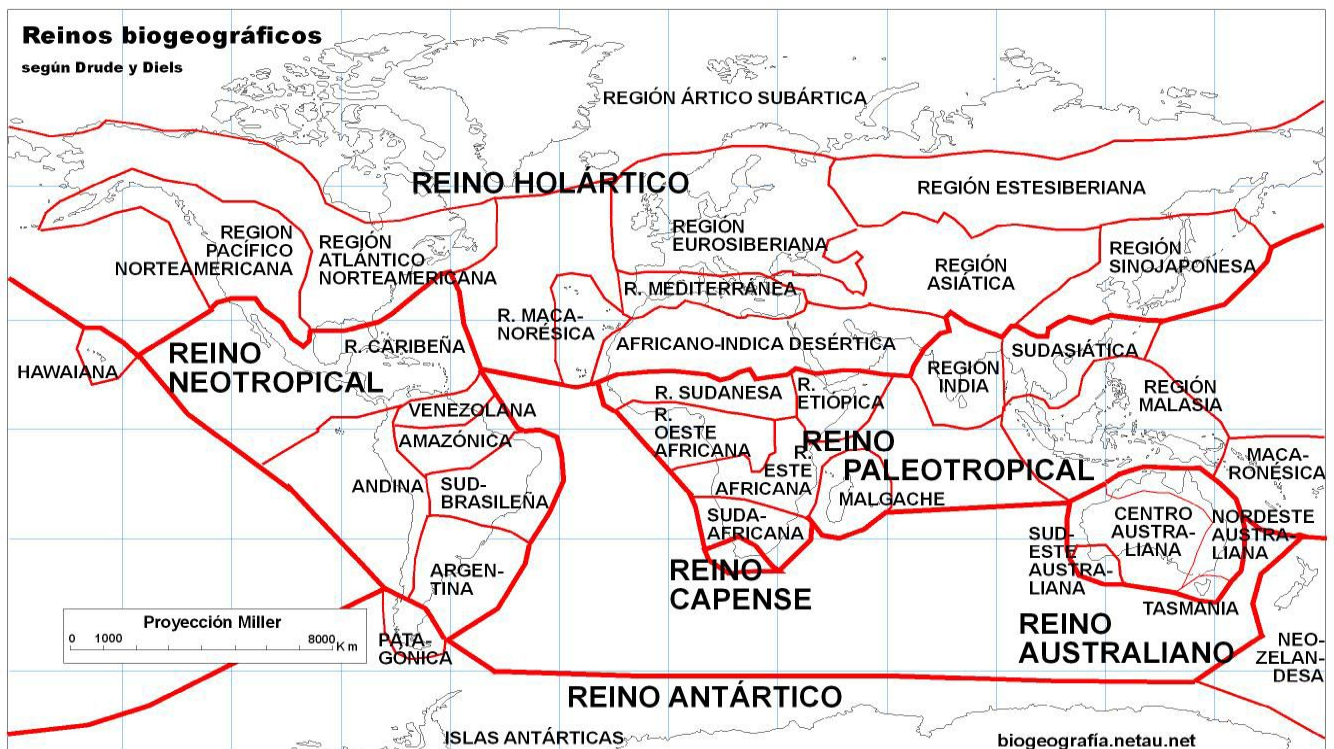 Reinos biogeográficos
según Drude y Diels
REGIÓN ÁRTICO SUBÁRTICA
REINO HOLÁRTICO
REGIÓN ESTESIBERIANA
REGION
PACÍFICO
NORTEAMERICANA
REGIÓN
ATLÁNTICO
NORTEAMERICANA
REGIÓN
EUROSIBERIANA
REGIÓN
ASIÁTICA
REGIÓN
SINOJAPONESA
R. MEDITERRÁNEA
R. MACA-
NORÉSICA
AFRICANO-INDICA DESÉRTICA
R. CARIBEÑA
HAWAIANA
REINO
NEOTROPICAL
SUDASIÁTICA
REGIÓN
INDIA
REGIÓN
MALASIA
R. SUDANESA
R.
ETIÓPICA
VENEZOLANA
AMAZÓNICA
R.
OESTE
AFRICANA
REINO
PALEOTROPICAL
R.
ESTE
AFRICANA
MALGACHE
MACA-
RONÉSICA
ANDINA
SUD-
BRASILEÑA
SUDA-
AFRICANA
CENTRO
AUSTRA-
LIANA
NORDESTE
AUSTRA-
LIANA
SUD-
ESTE
AUSTRA-
LIANA
ARGEN-
TINA
REINO
CAPENSE
TASMANIA
REINO
AUSTRALIANO
Proyección Miller
0 1000 8000 Km
PATA-
GÓNICA
NEO-
ZELAN-
DESA
REINO ANTÁRTICO
ISLAS ANTÁRTICAS
biogeografía.netau.net